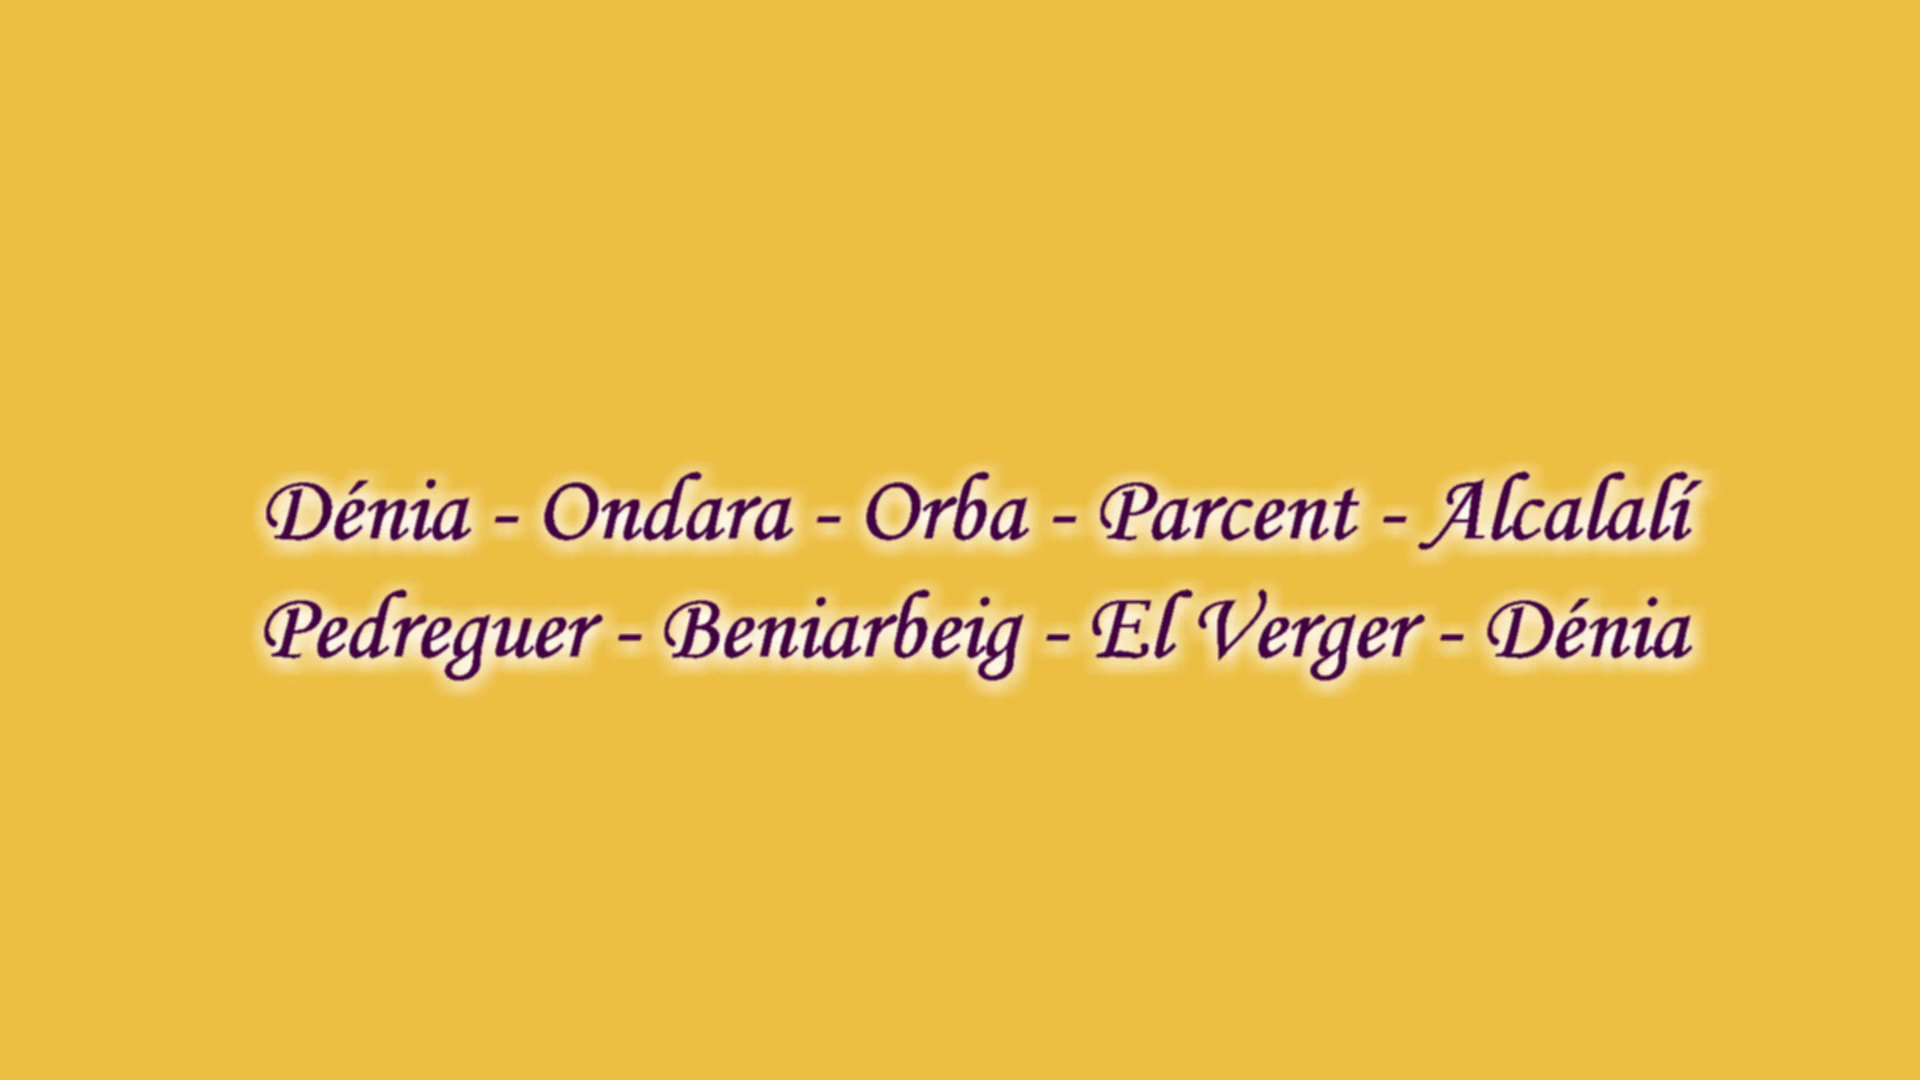 Dénia - Ondara - Orba - Parcent - Alcalalí
Pedreguer - Beniarbeig - El Verger - Dénia